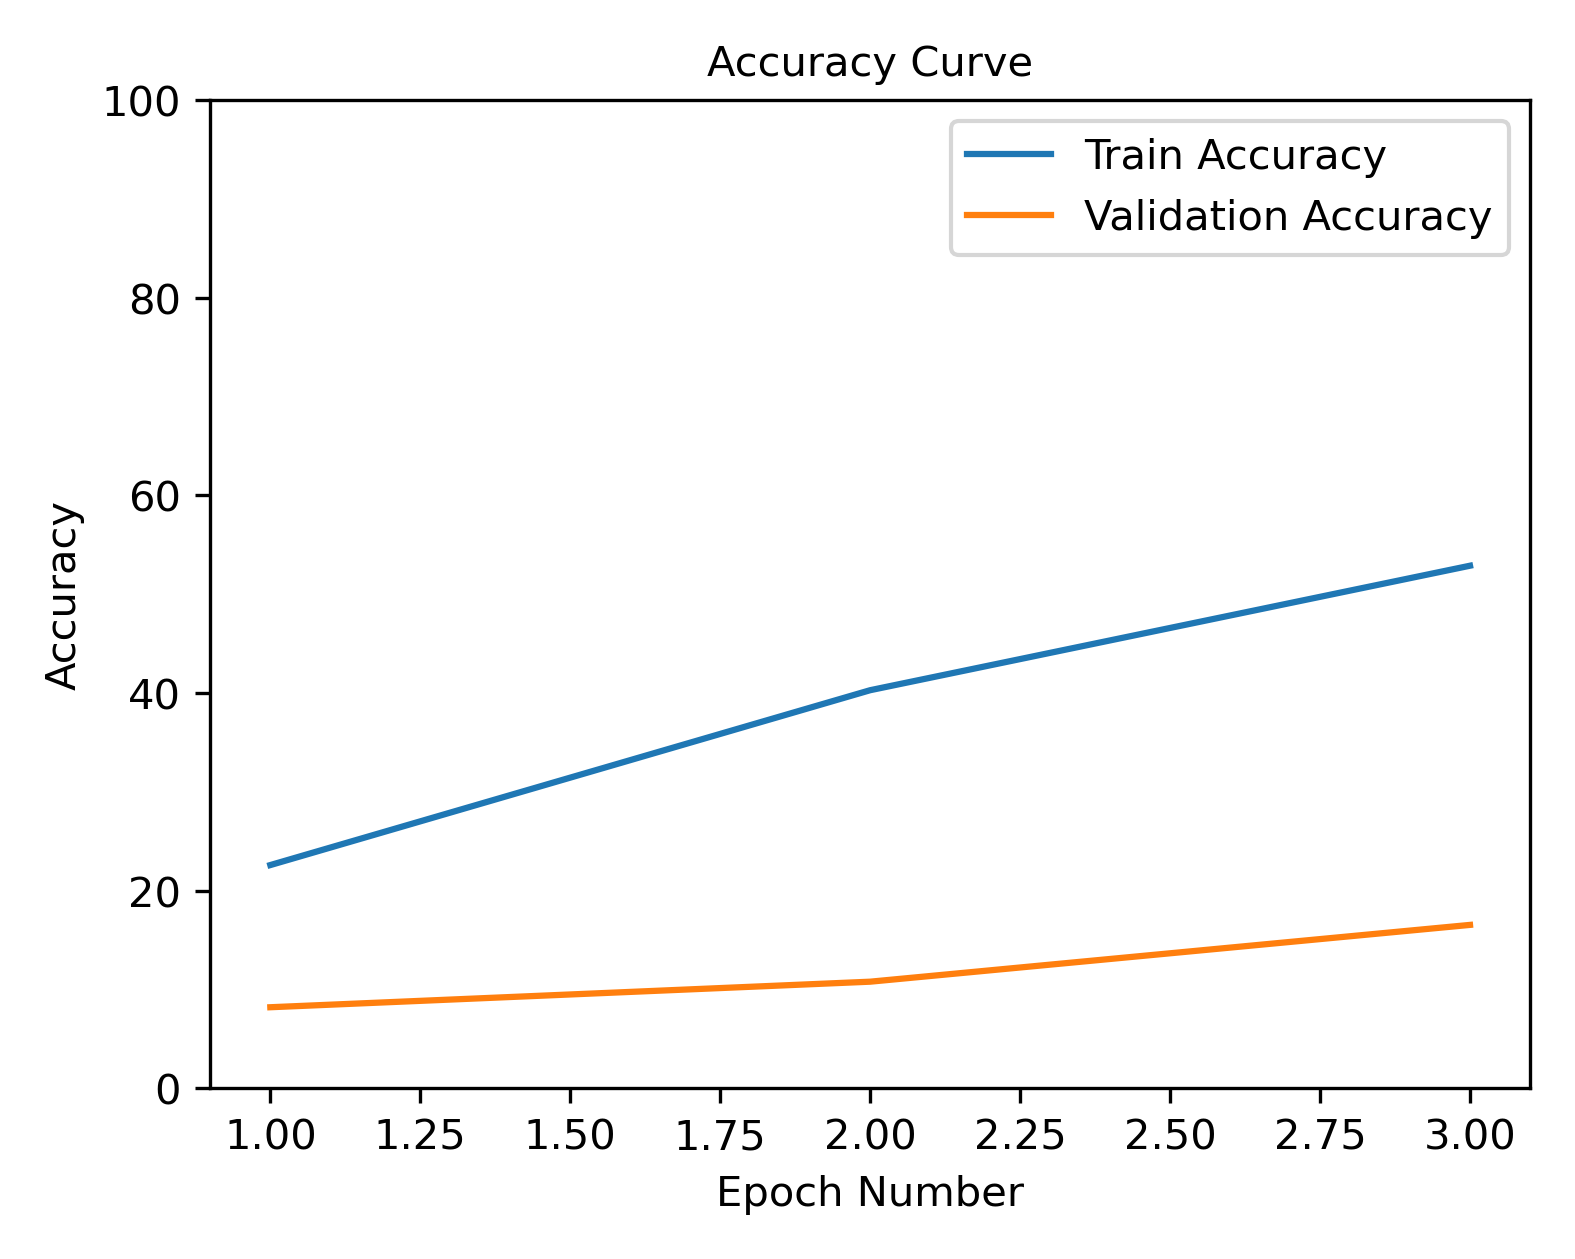 Accuracy Curve
100
80
60
40
20
0
Accuracy
Train Accuracy
Validation Accuracy
1.00 1.25 1.50 1.75 2.00 2.25 2.50 2.75 3.00
Epoch Number